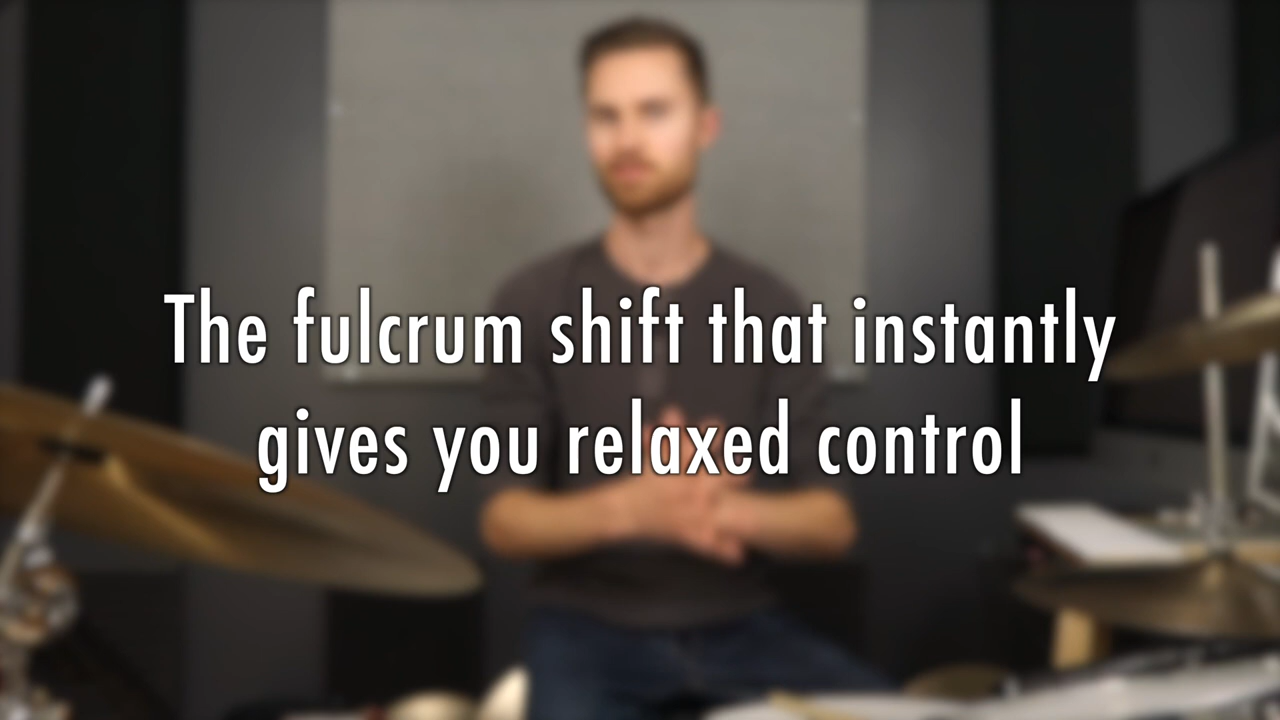 The fulcrum shift that instantly
gives you relaxed control